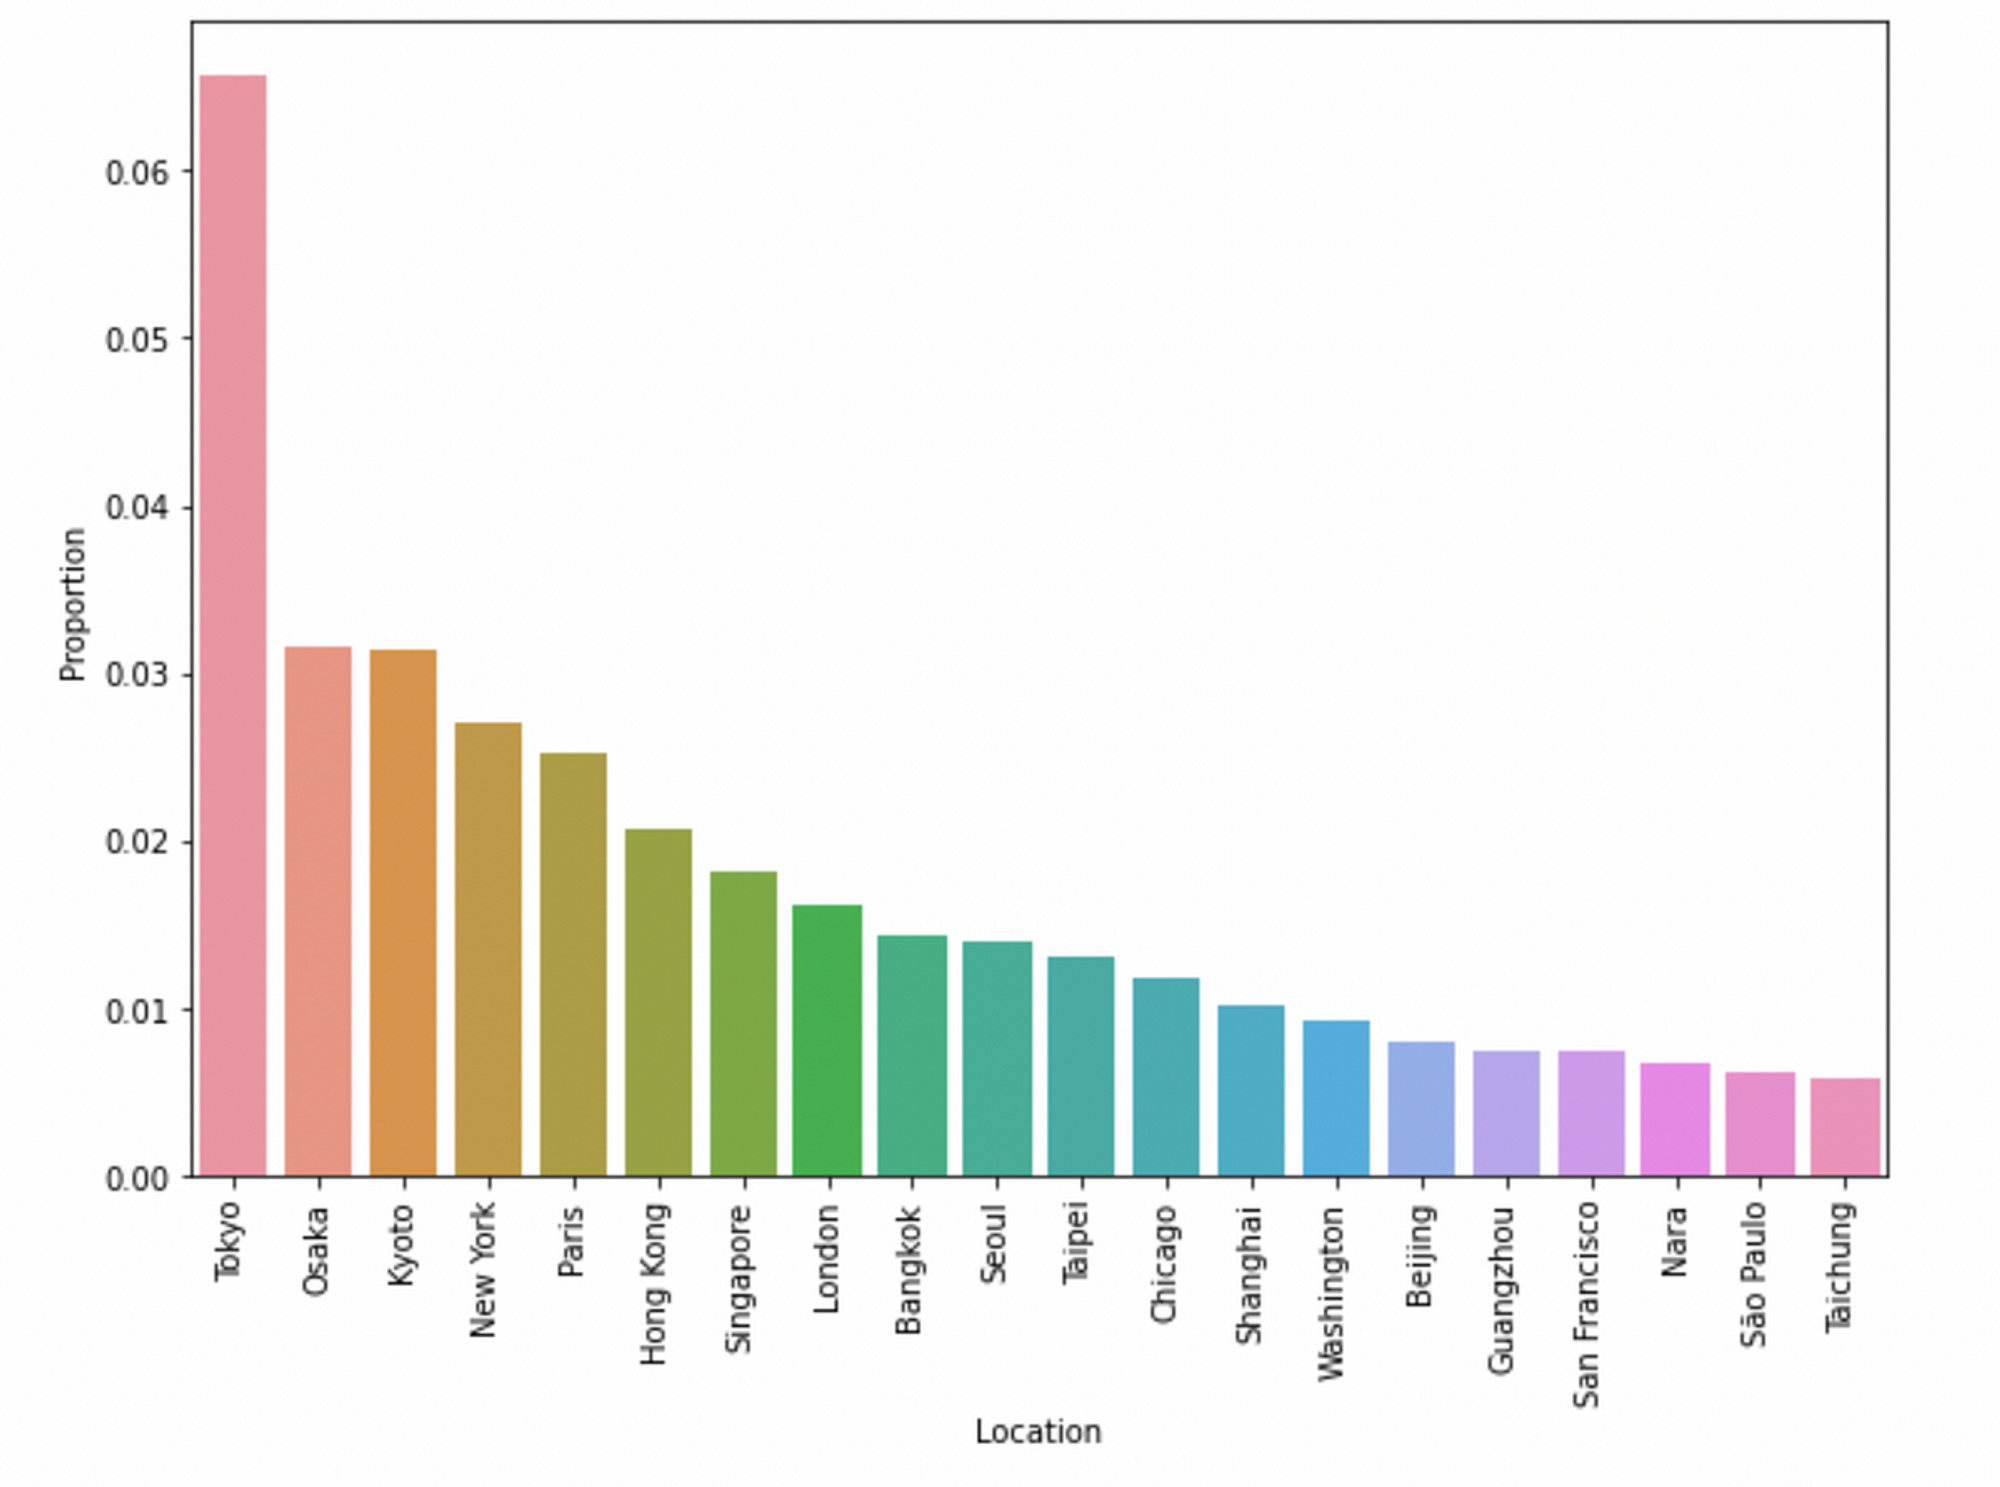 Proportion
0.06
0.05
0.04
0.03
0.02
0.01
0.00
Tokyo
Osaka
Kyoto
New York
Paris
Hong Kong
Singapore
London
Bangkok
Seoul
Taipei
Chicago
Shanghai
Washington
Beijing
Guangzhou
San Francisco
Nara
São Paulo
Taichung
Location